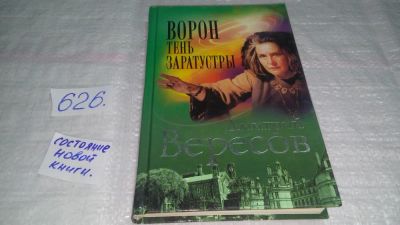 626.
состояние
новой
книги.
ВОРОН
ТЕНЬ
ЗАРАТУСТРЫ
Вересов